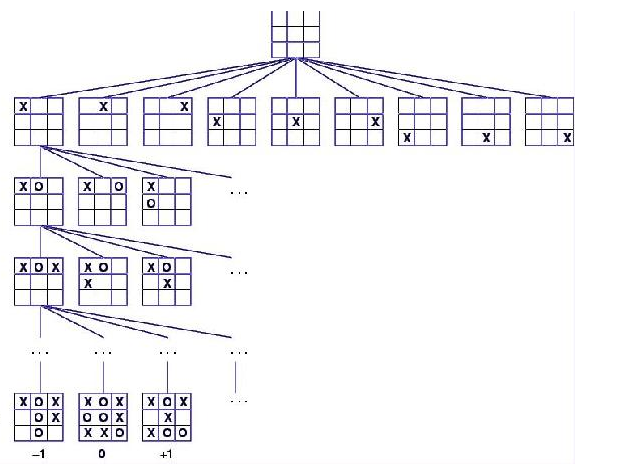 X X X
X X X
X X X
X O X O X
...
O
X O X X O X O
...
X X
... ... ... ...
X O X X O X X O X
...
O X O O X X
O X X O X O O
–1 0 +1